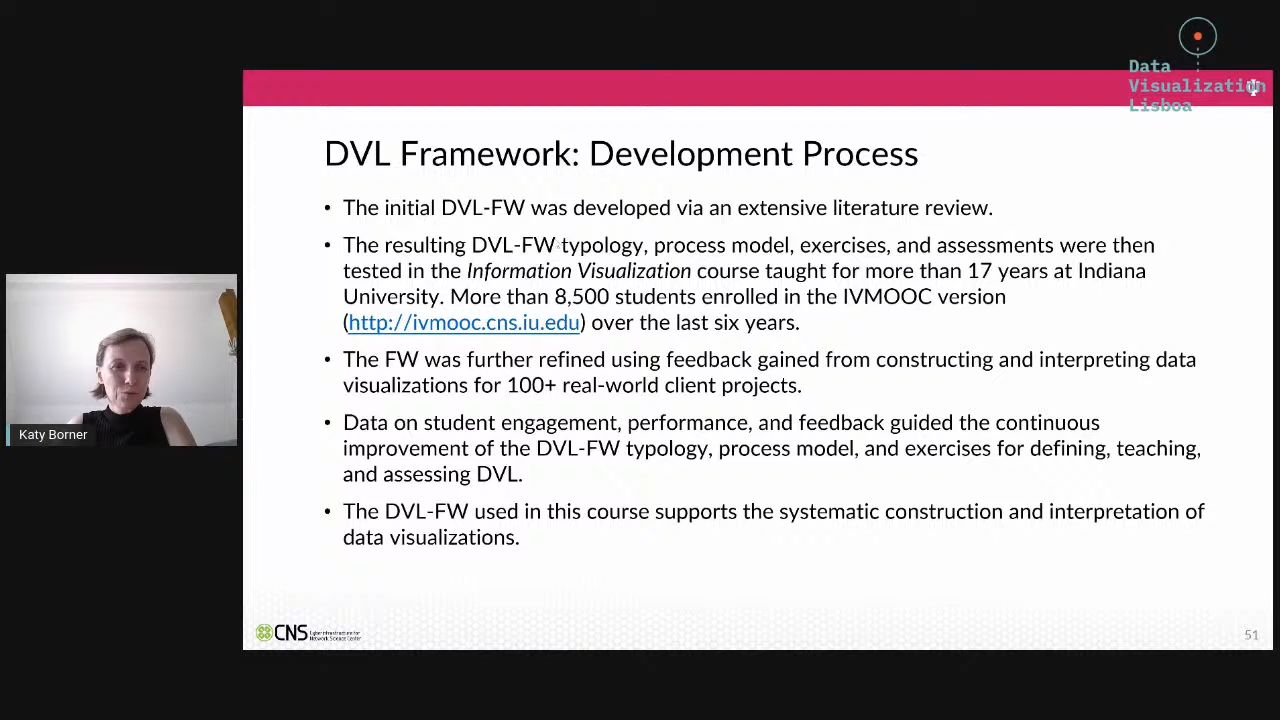 Data
Visualization
Lisboa
DVL Framework: Development Process
• The initial DVL-FW was developed via an extensive literature review.
• The resulting DVL-FW typology, process model, exercises, and assessments were then
tested in the Information Visualization course taught for more than 17 years at Indiana
University. More than 8,500 students enrolled in the IVMOOC version
(http://ivmooc.cns.iu.edu) over the last six years.
• The FW was further refined using feedback gained from constructing and interpreting data
visualizations for 100+ real-world client projects.
• Data on student engagement, performance, and feedback guided the continuous
improvement of the DVL-FW typology, process model, and exercises for defining, teaching,
and assessing DVL.
• The DVL-FW used in this course supports the systematic construction and interpretation of
data visualizations.
Katy Borner
CNS Cyberinfrastructure for
Network Science Center
51